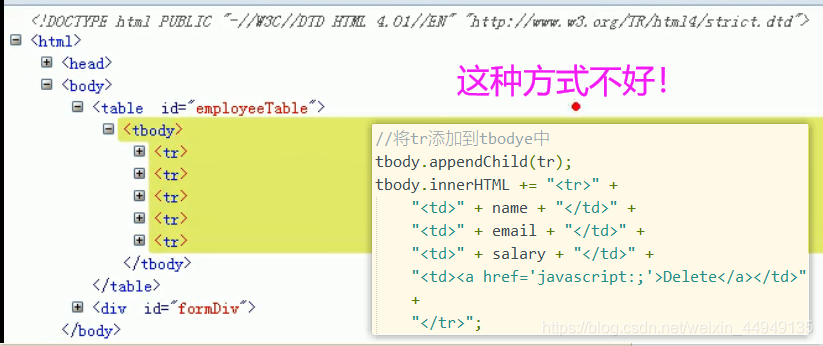 <!DOCTYPE html PUBLIC "-//W3C//DTD HTML 4.01//EN" "http://www.w3.org/TR/html4/strict.dtd">
<html>
<head>
<body>
这种方式不好!
<table id="employeeTable">
<tbody>
<tr>
<tr>
<tr>
<tr>
<tr>
</tbody>
</table>
<div id="formDiv">
</body>
//将tr添加到tbodye中
tbody.appendChild(tr);
tbody.innerHTML += "<tr>" +
"<td>" + name + "</td>" +
"<td>" + email + "</td>" +
"<td>" + salary + "</td>" +
"<td><a href='javascript:;'>Delete</a></td>"
+
"</tr>";
https://blog.csdn.net/weixin_44949135